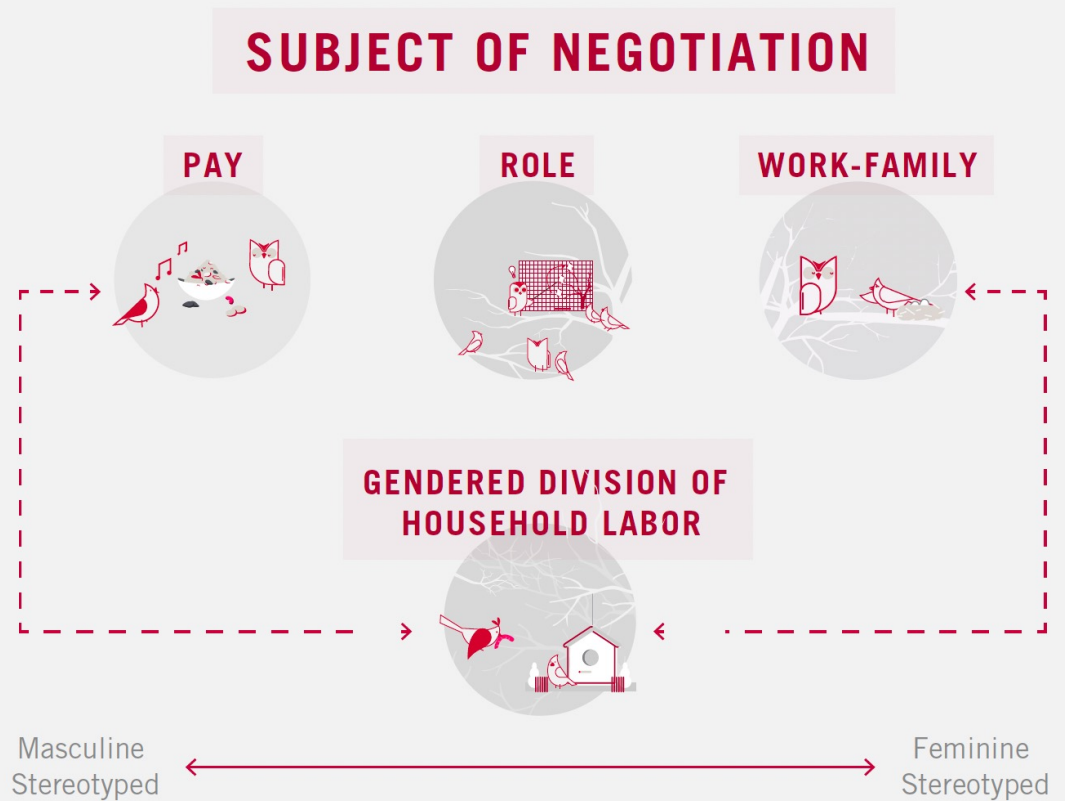 SUBJECT OF NEGOTIATION
PAY
ROLE
WORK-FAMILY
GENDERED DIVISION OF
HOUSEHOLD LABOR
Masculine
Stereotyped
Feminine
Stereotyped